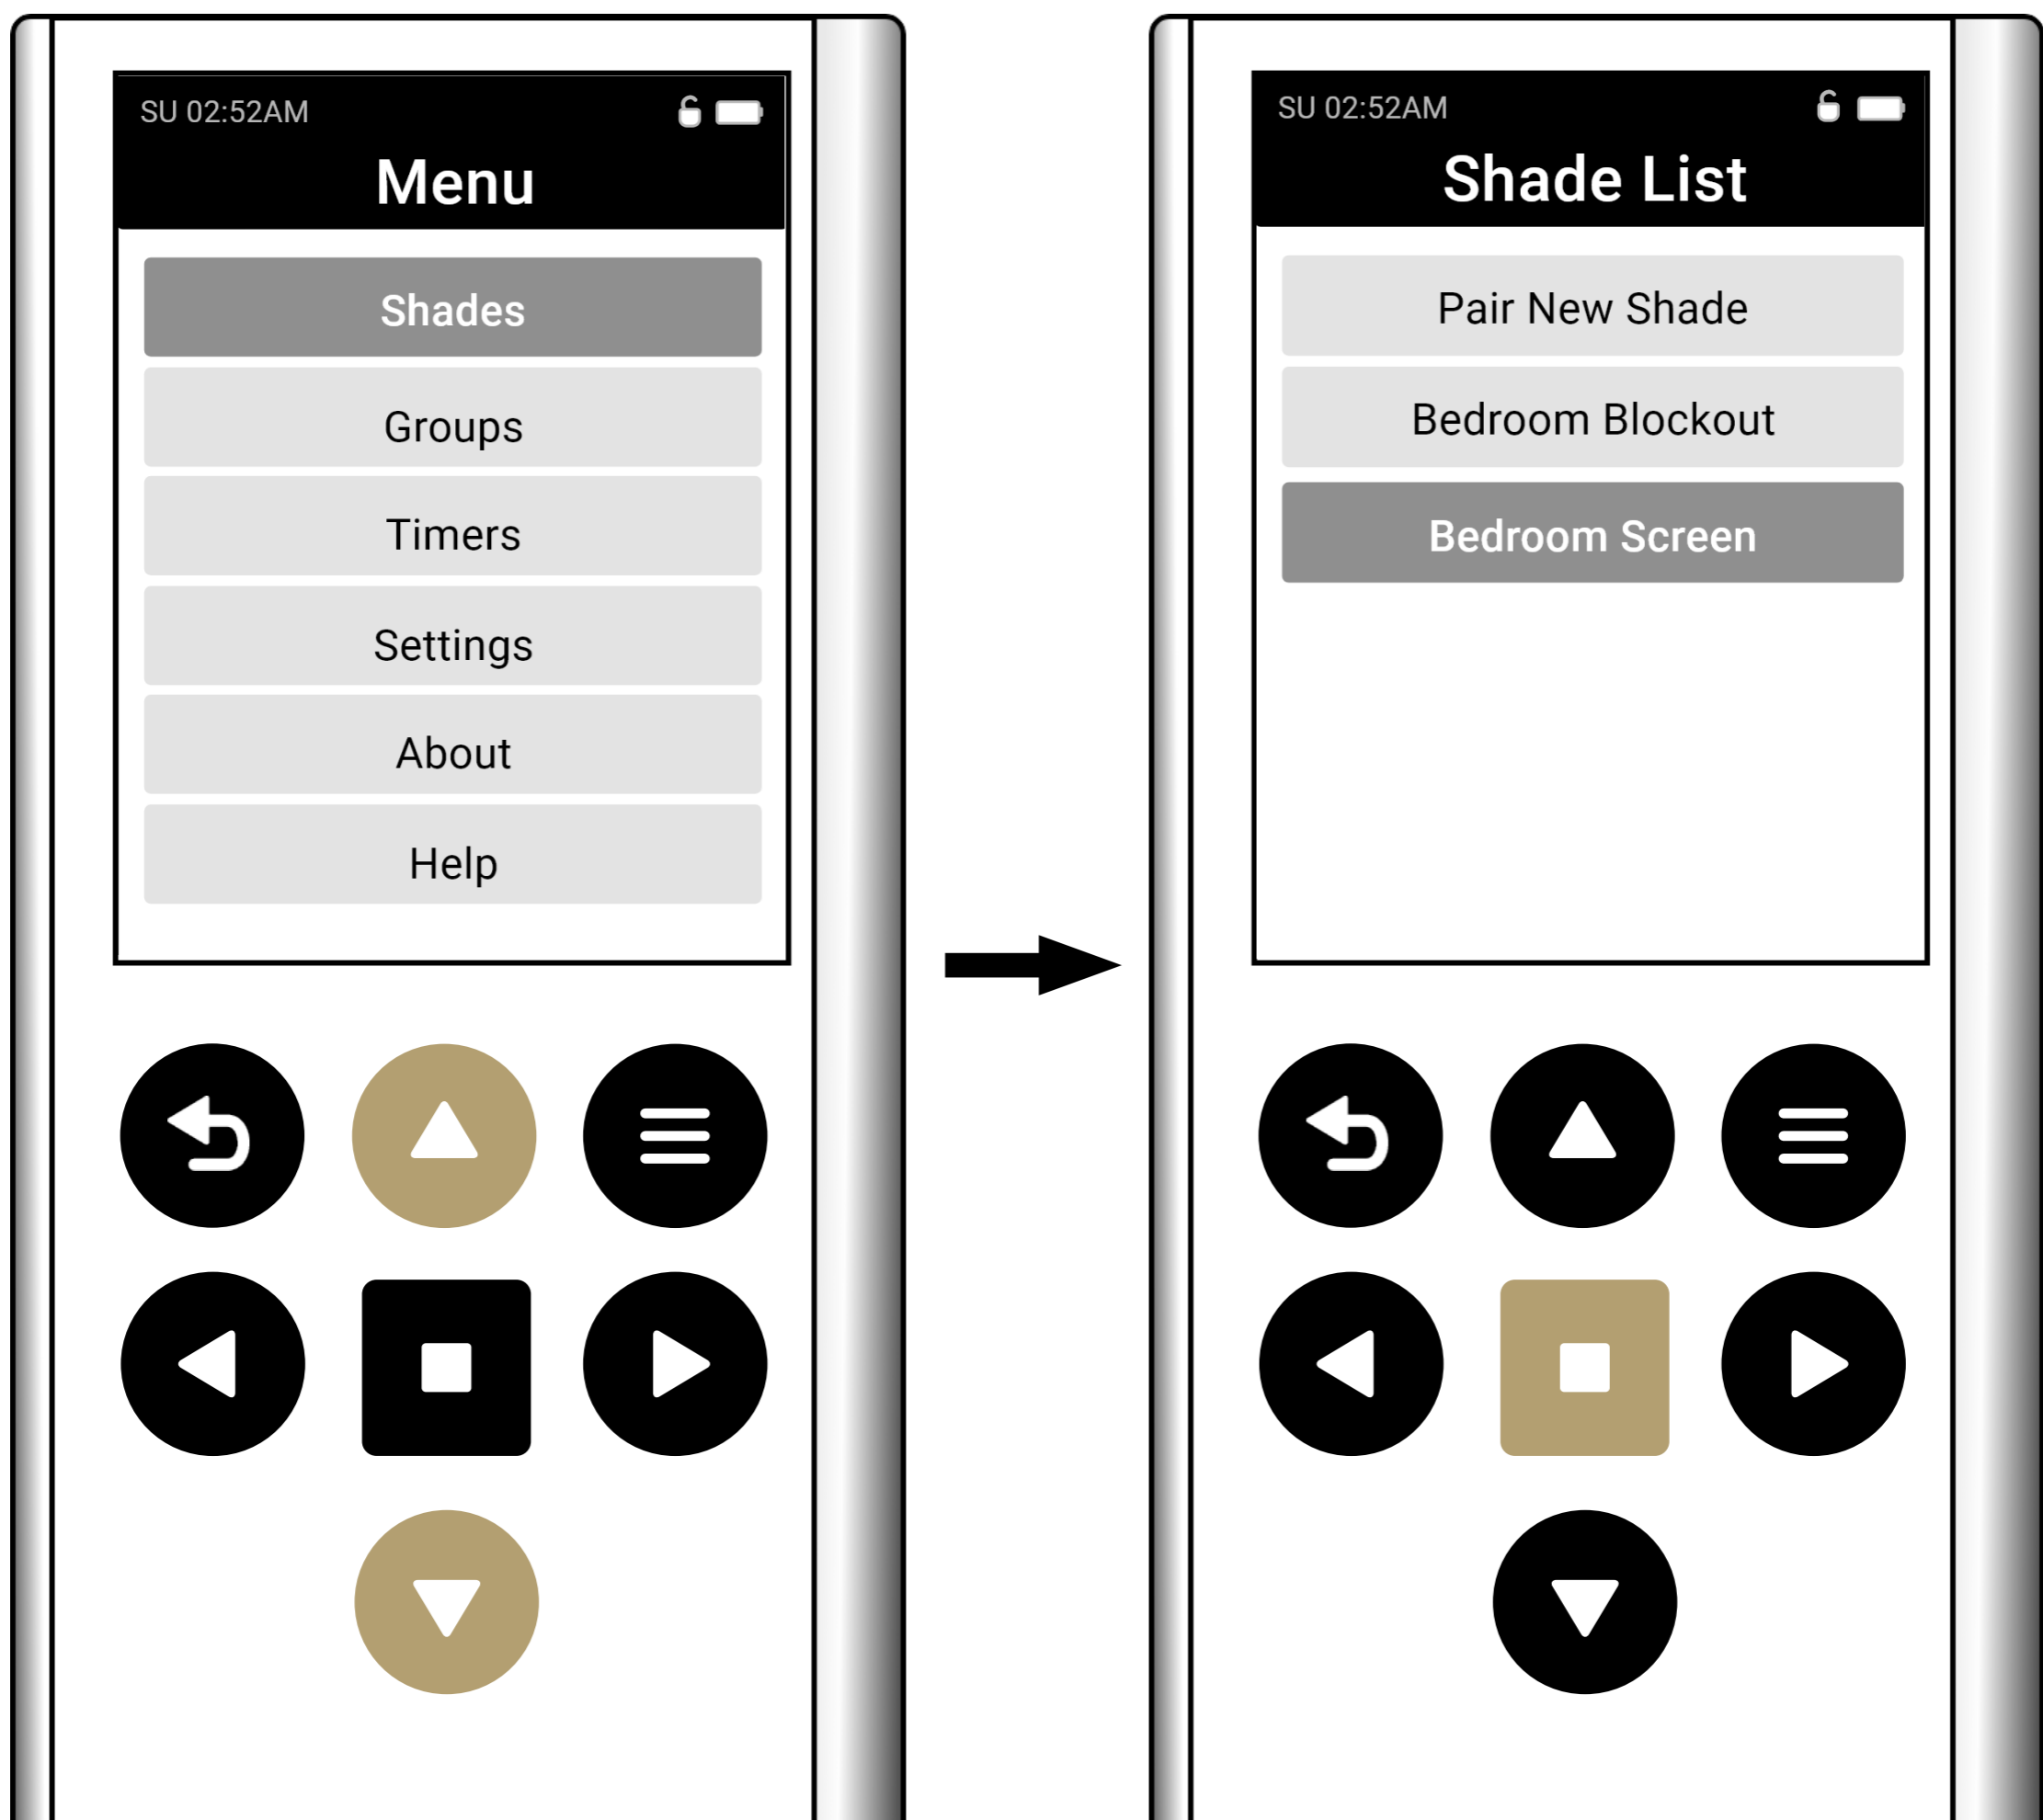 SU 02:52AM
Menu
Shades
Groups
Timers
Settings
About
Help
SU 02:52AM
Shade List
Pair New Shade
Bedroom Blockout
Bedroom Screen